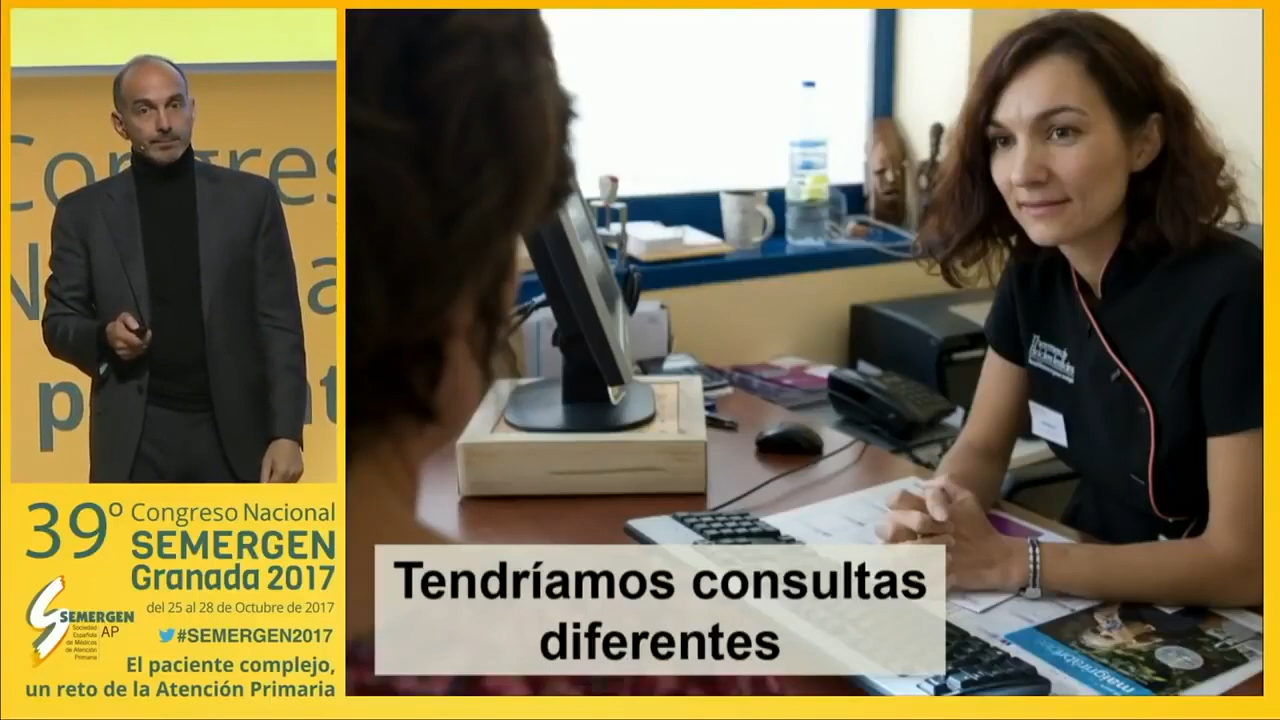 Congres
N
a
p
nt
39º Congreso Nacional
SEMERGEN
Granada 2017
del 25 al 28 de Octubre de 2017
#SEMERGEN2017
SEMERGEN
AP
Sociedad
Española
de Médicos
de Atención
Primaria
El paciente complejo,
un reto de la Atención Primaria
Tendríamos consultas
diferentes